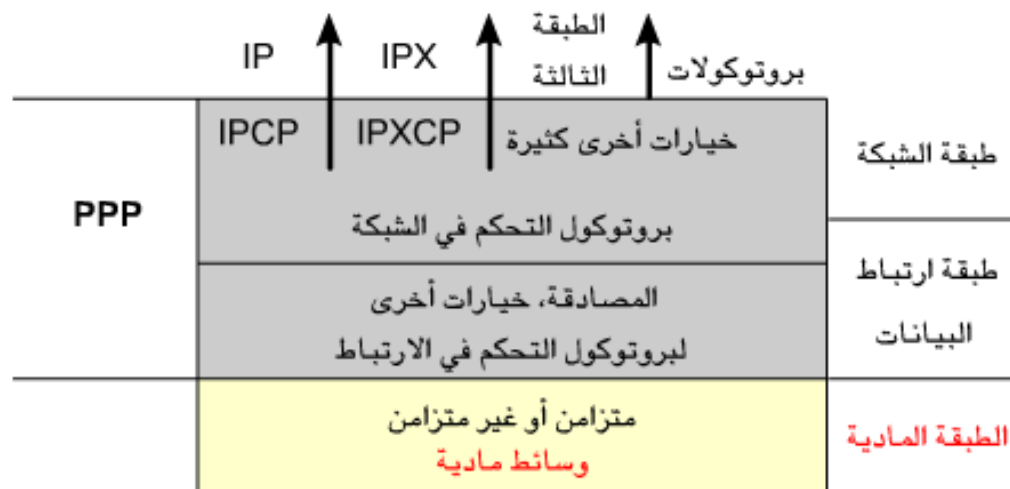 IP
IPX
الطبقة
الثالثة
بروتوكولات
IPCP
IPXCP
خيارات أخرى كثيرة
طبقة الشبكة
PPP
بروتوكول التحكم في الشبكة
طبقة ارتباط
البيانات
المصادقة، خيارات أخرى
لبروتوكول التحكم في الارتباط
متزامن أو غير متزامن
وسائط مادية
الطبقة المادية